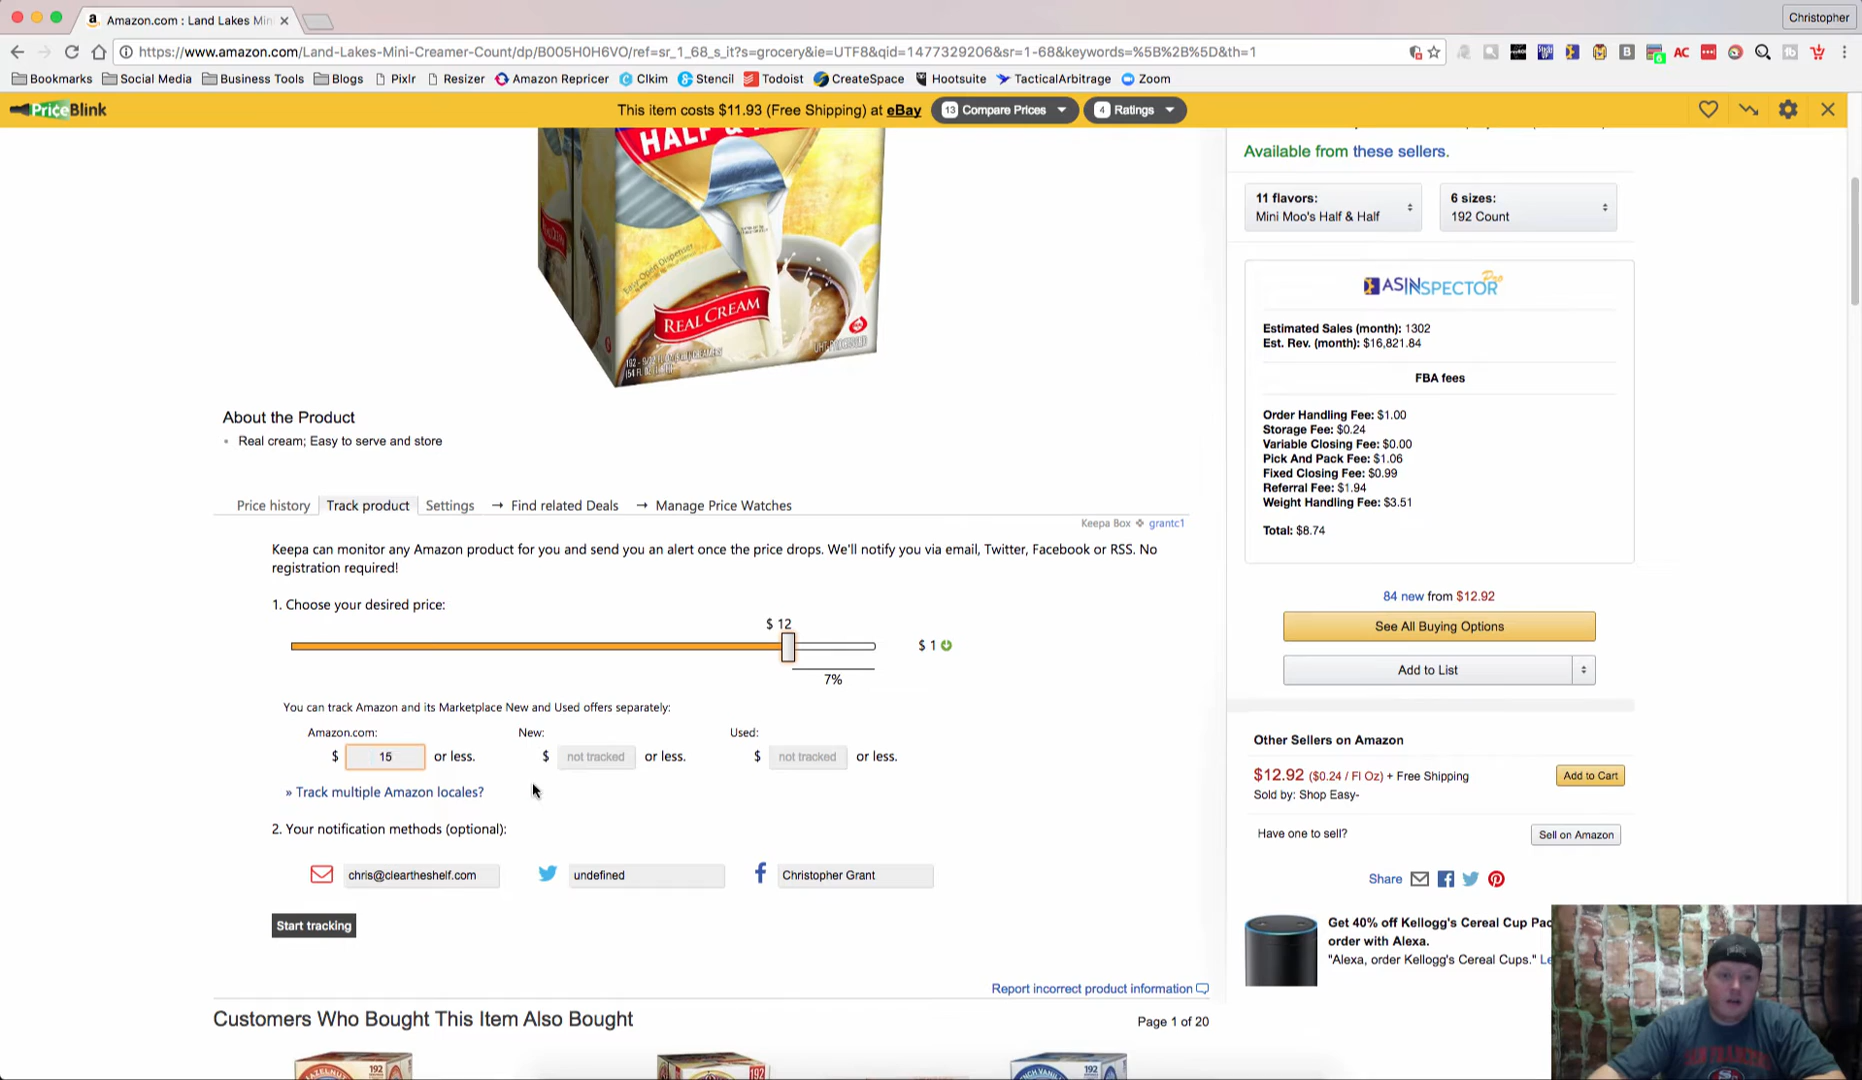 Amazon.com : Land Lakes Min
Christopher
https://www.amazon.com/Land-Lakes-Mini-Creamer-Count/dp/B005H0H6VO/ref=sr_1_68_s_it?s=grocery&ie=UTF8&qid=1477329206&sr=1-68&keywords=%5B%2B%5D&th=1
Bookmarks Social Media Business Tools Blogs Pixlr Resizer Amazon Repricer Clkim Stencil Todoist CreateSpace Hootsuite TacticalArbitrage Zoom
PriceBlink
This item costs $11.93 (Free Shipping) at eBay
13 Compare Prices
4 Ratings
Available from these sellers.
11 flavors:
Mini Moo's Half & Half
6 sizes:
192 Count
HALF &
Easy-Open Dispenser
REAL CREAM
ASINSPECTOR Pro
Estimated Sales (month): 1302
Est. Rev. (month): $16,821.84
FBA fees
Order Handling Fee: $1.00
Storage Fee: $0.24
Variable Closing Fee: $0.00
Pick And Pack Fee: $1.06
Fixed Closing Fee: $0.99
Referral Fee: $1.94
Weight Handling Fee: $3.51
Total: $8.74
About the Product
Real cream; Easy to serve and store
Price history Track product Settings → Find related Deals → Manage Price Watches
Keepa Box grantc1
Keepa can monitor any Amazon product for you and send you an alert once the price drops. We'll notify you via email, Twitter, Facebook or RSS. No
registration required!
1. Choose your desired price:
$ 12
$ 1
7%
You can track Amazon and its Marketplace New and Used offers separately:
Amazon.com: New: Used:
$ 15 or less. $ not tracked or less. $ not tracked or less.
» Track multiple Amazon locales?
2. Your notification methods (optional):
chris@cleartheshelf.com undefined Christopher Grant
Start tracking
84 new from $12.92
See All Buying Options
Add to List
Other Sellers on Amazon
$12.92 ($0.24 / Fl Oz) + Free Shipping
Add to Cart
Sold by: Shop Easy-
Have one to sell?
Sell on Amazon
Share
Get 40% off Kellogg's Cereal Cup Pac
order with Alexa.
"Alexa, order Kellogg's Cereal Cups." Le
Report incorrect product information
Customers Who Bought This Item Also Bought
Page 1 of 20
192
192
192